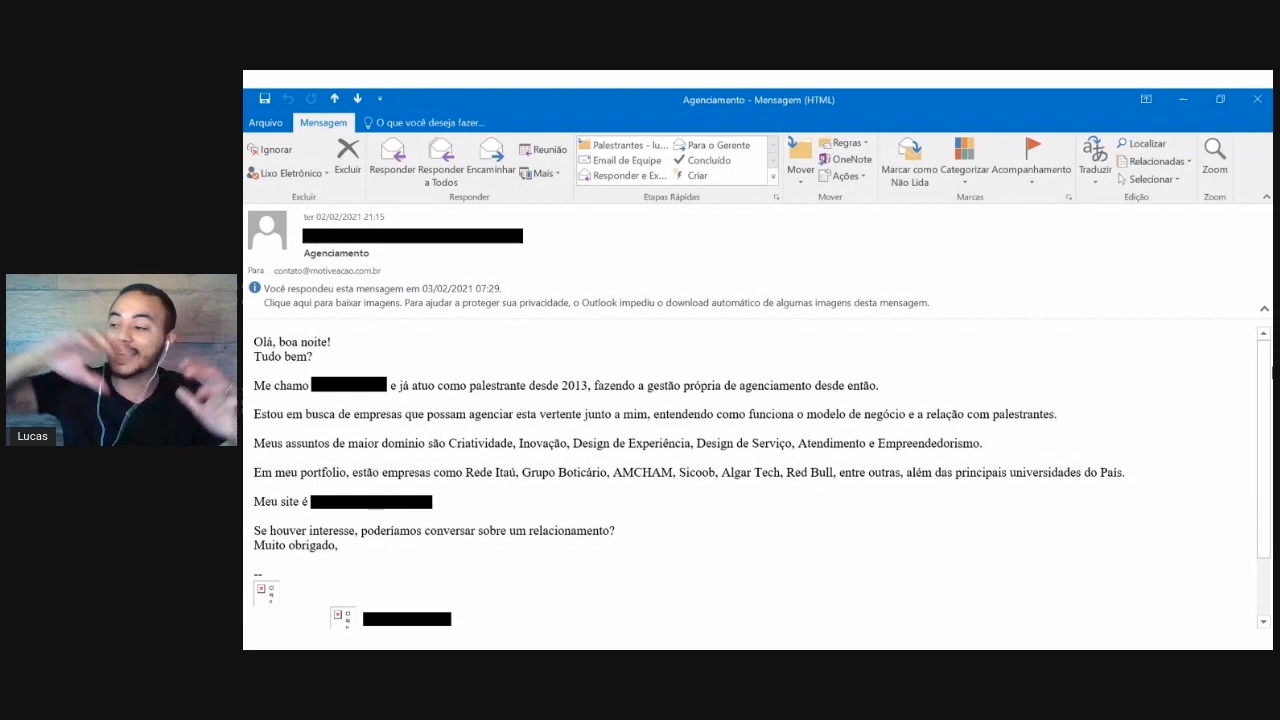 Agenciamento - Mensagem (HTML)
Arquivo
Mensagem
O que você deseja fazer...
Ignorar
Lixo Eletrônico
Excluir
Excluir
Responder
Responder a Todos
Encaminhar
Reunião
Mais
Responder
Palestrantes - lu...
Para o Gerente
Email de Equipe
Concluído
Responder e Ex...
Criar
Etapas Rápidas
Mover
Regras
OneNote
Ações
Mover
Marcar como Não Lida
Categorizar
Acompanhamento
Marcas
Traduzir
Localizar
Relacionadas
Selecionar
Edição
Zoom
Zoom
ter 02/02/2021 21:15
Agenciamento
Para contato@motiveacao.com.br
Você respondeu esta mensagem em 03/02/2021 07:29.
Clique aqui para baixar imagens. Para ajudar a proteger sua privacidade, o Outlook impediu o download automático de algumas imagens desta mensagem.
Olá, boa noite!
Tudo bem?
Me chamo e já atuo como palestrante desde 2013, fazendo a gestão própria de agenciamento desde então.
Estou em busca de empresas que possam agenciar esta vertente junto a mim, entendendo como funciona o modelo de negócio e a relação com palestrantes.
Meus assuntos de maior domínio são Criatividade, Inovação, Design de Experiência, Design de Serviço, Atendimento e Empreendedorismo.
Em meu portfolio, estão empresas como Rede Itaú, Grupo Boticário, AMCHAM, Sicoob, Algar Tech, Red Bull, entre outras, além das principais universidades do País.
Meu site é
Se houver interesse, poderíamos conversar sobre um relacionamento?
Muito obrigado,
--
Lucas